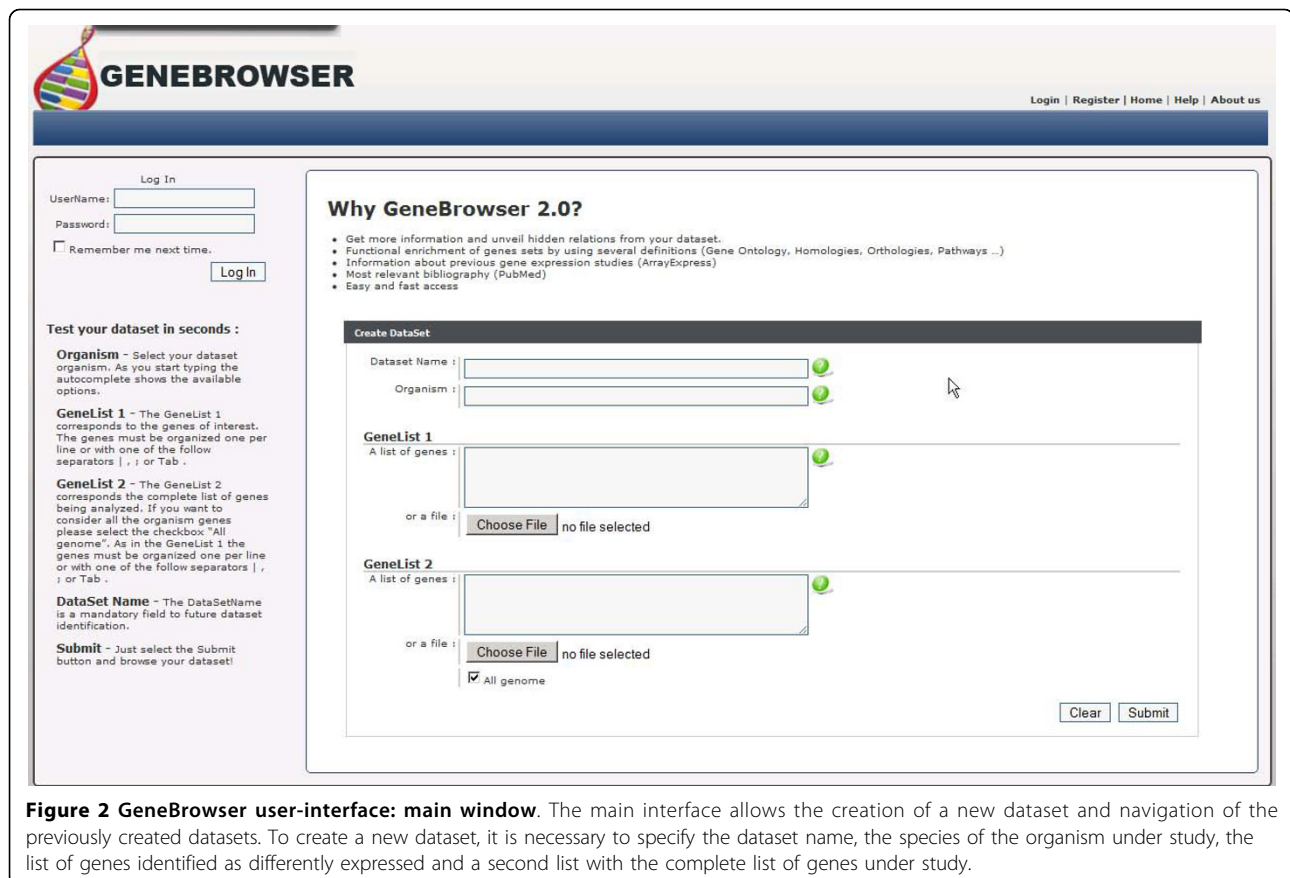 GENEBROWSER
Login | Register | Home | Help | About us
Log In
UserName:
Password:
Remember me next time.
Log In
Test your dataset in seconds :
Organism - Select your dataset
organism. As you start typing the
autocomplete shows the available
options.
GeneList 1 - The GeneList 1
corresponds to the genes of interest.
The genes must be organized one per
line or with one of the follow
separators | , ; or Tab .
GeneList 2 - The GeneList 2
corresponds the complete list of genes
being analyzed. If you want to
consider all the organism genes
please select the checkbox "All
genome". As in the GeneList 1 the
genes must be organized one per line
or with one of the follow separators | ,
; or Tab .
DataSet Name - The DataSetName
is a mandatory field to future dataset
identification.
Submit - Just select the Submit
button and browse your dataset!
Why GeneBrowser 2.0?
• Get more information and unveil hidden relations from your dataset.
• Functional enrichment of genes sets by using several definitions (Gene Ontology, Homologies, Orthologies, Pathways ...)
• Information about previous gene expression studies (ArrayExpress)
• Most relevant bibliography (PubMed)
• Easy and fast access
Create DataSet
Dataset Name :
Organism :
GeneList 1
A list of genes :
or a file : Choose File no file selected
GeneList 2
A list of genes :
or a file : Choose File no file selected
All genome
Clear Submit
Figure 2 GeneBrowser user-interface: main window. The main interface allows the creation of a new dataset and navigation of the
previously created datasets. To create a new dataset, it is necessary to specify the dataset name, the species of the organism under study, the
list of genes identified as differently expressed and a second list with the complete list of genes under study.